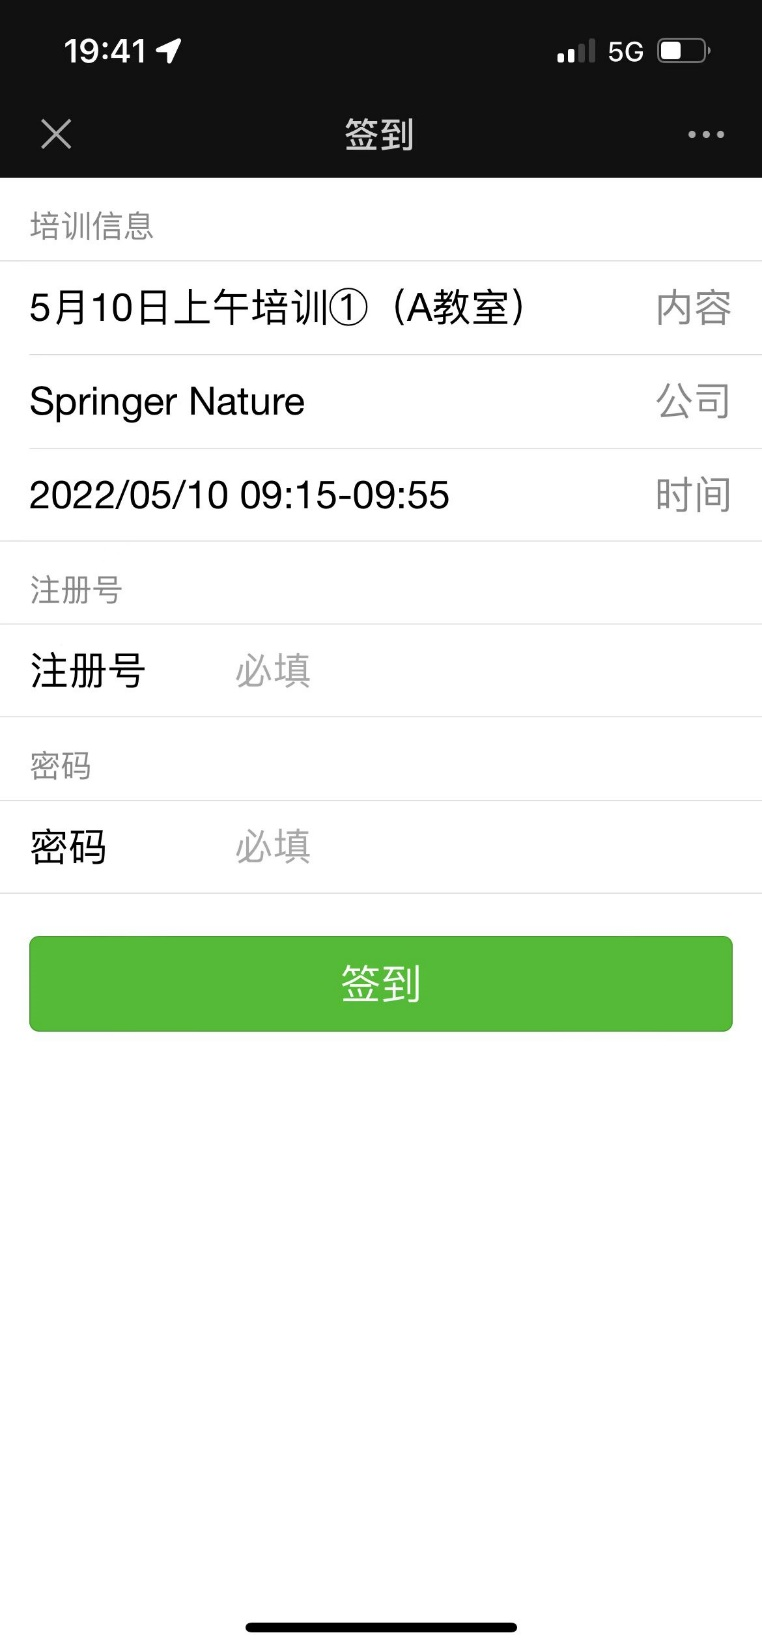 19:41
5G
签到
培训信息
5月10日上午培训①（A教室） 内容
Springer Nature 公司
2022/05/10 09:15-09:55 时间
注册号
注册号 必填
密码
密码 必填
签到